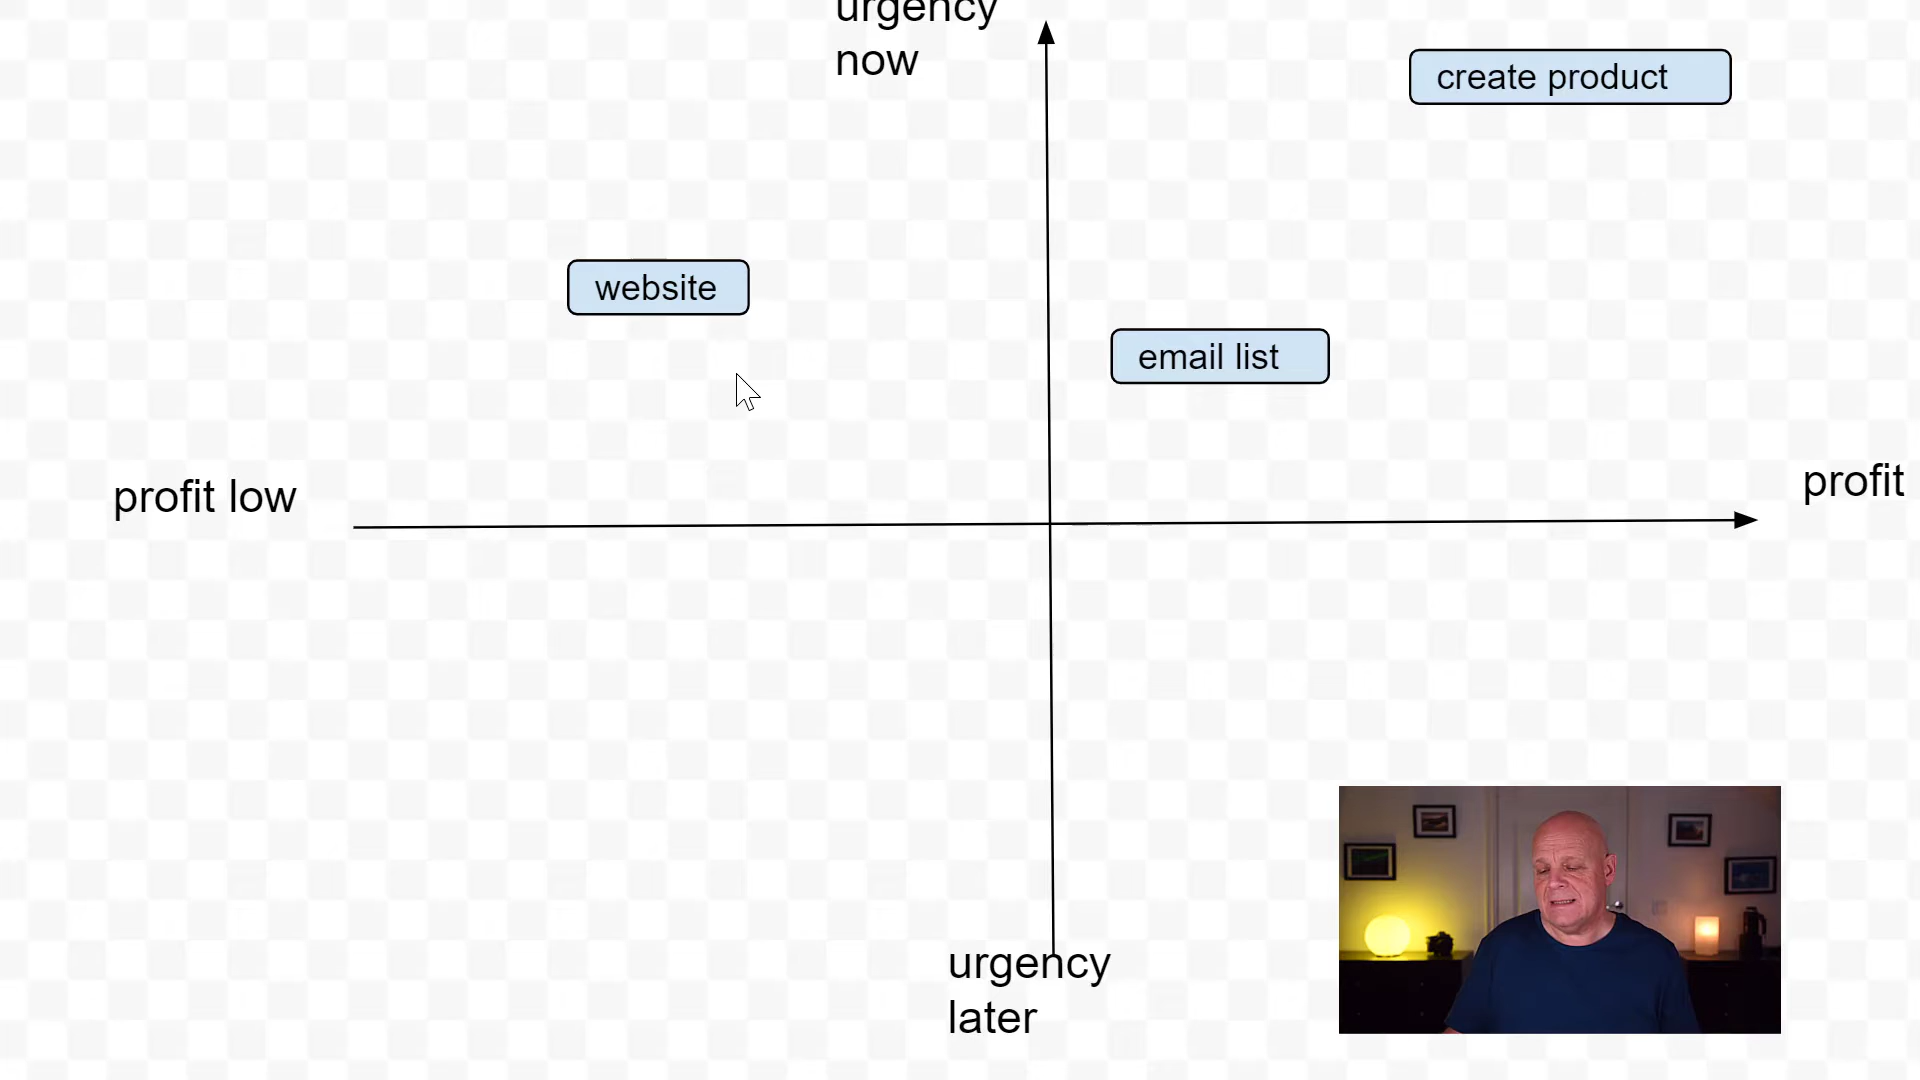 urgency
now
create product
website
email list
profit low
profit
urgency
later